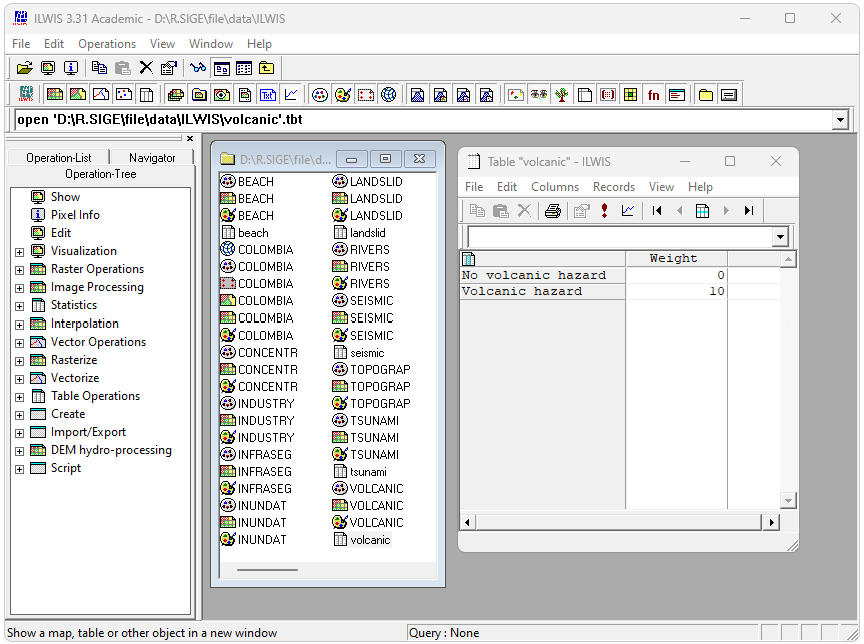 ILWIS 3.31 Academic - D:\R.SIGE\file\data\ILWIS
File Edit Operations View Window Help
Txt
fn
open 'D:\R.SIGE\file\data\ILWIS\volcanic'.tbt
Operation-List Navigator
Operation-Tree
Show
Pixel Info
Edit
Visualization
Raster Operations
Image Processing
Statistics
Interpolation
Vector Operations
Rasterize
Vectorize
Table Operations
Create
Import/Export
DEM hydro-processing
Script
D:\R.SIGE\file\d...
BEACH
BEACH
BEACH
beach
COLOMBIA
COLOMBIA
COLOMBIA
COLOMBIA
COLOMBIA
COLOMBIA
CONCENTR
CONCENTR
CONCENTR
INDUSTRY
INDUSTRY
INDUSTRY
INFRASEG
INFRASEG
INFRASEG
INUNDAT
INUNDAT
INUNDAT
LANDSLID
LANDSLID
LANDSLID
landslid
RIVERS
RIVERS
RIVERS
SEISMIC
SEISMIC
SEISMIC
seismic
TOPOGRAP
TOPOGRAP
TOPOGRAP
TSUNAMI
TSUNAMI
TSUNAMI
tsunami
VOLCANIC
VOLCANIC
VOLCANIC
volcanic
Table "volcanic" - ILWIS
File Edit Columns Records View Help
Weight
No volcanic hazard 0
Volcanic hazard 10
Show a map, table or other object in a new window
Query : None